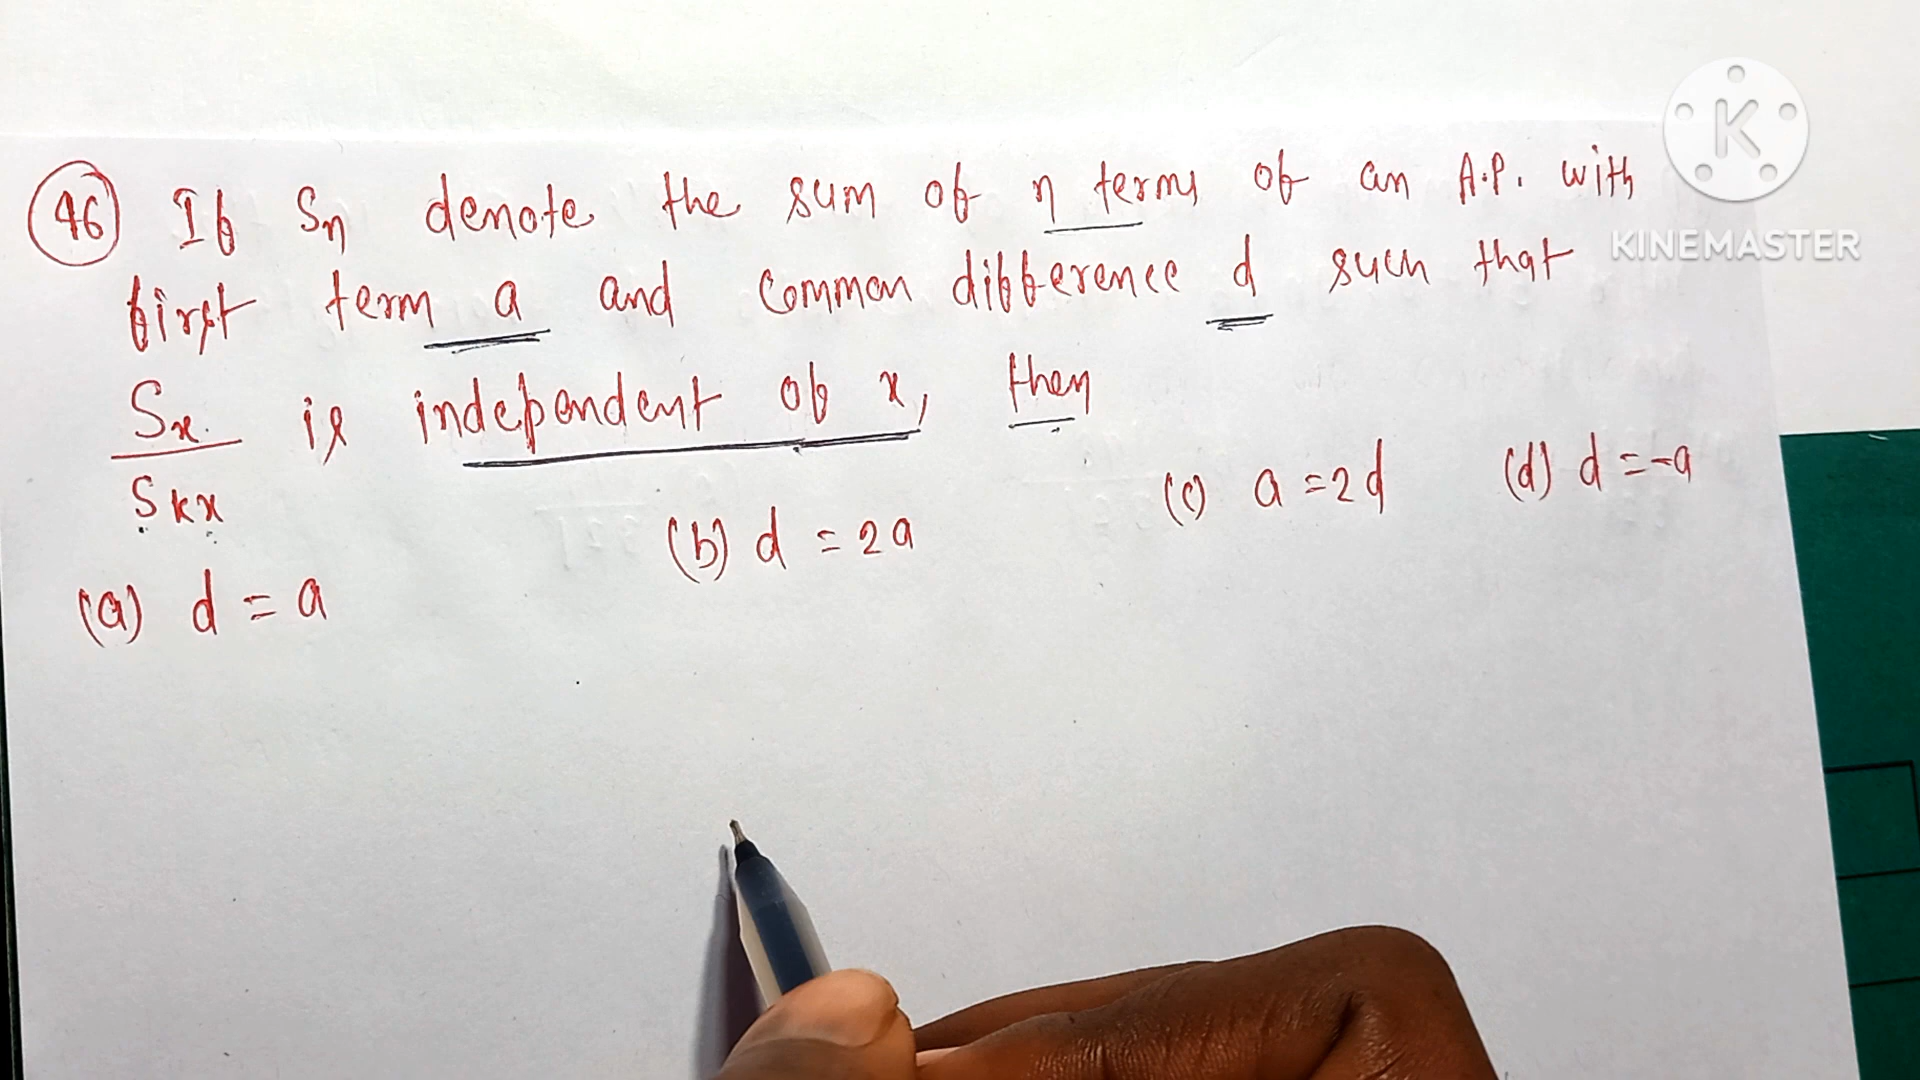 46 If Sn denote the sum of n terms of an A.P. with
first term a and common difference d such that
Sx / Skx is independent of x, then
(a) d = a (b) d = 2a (c) a = 2d (d) d = -a
K
KINEMASTER